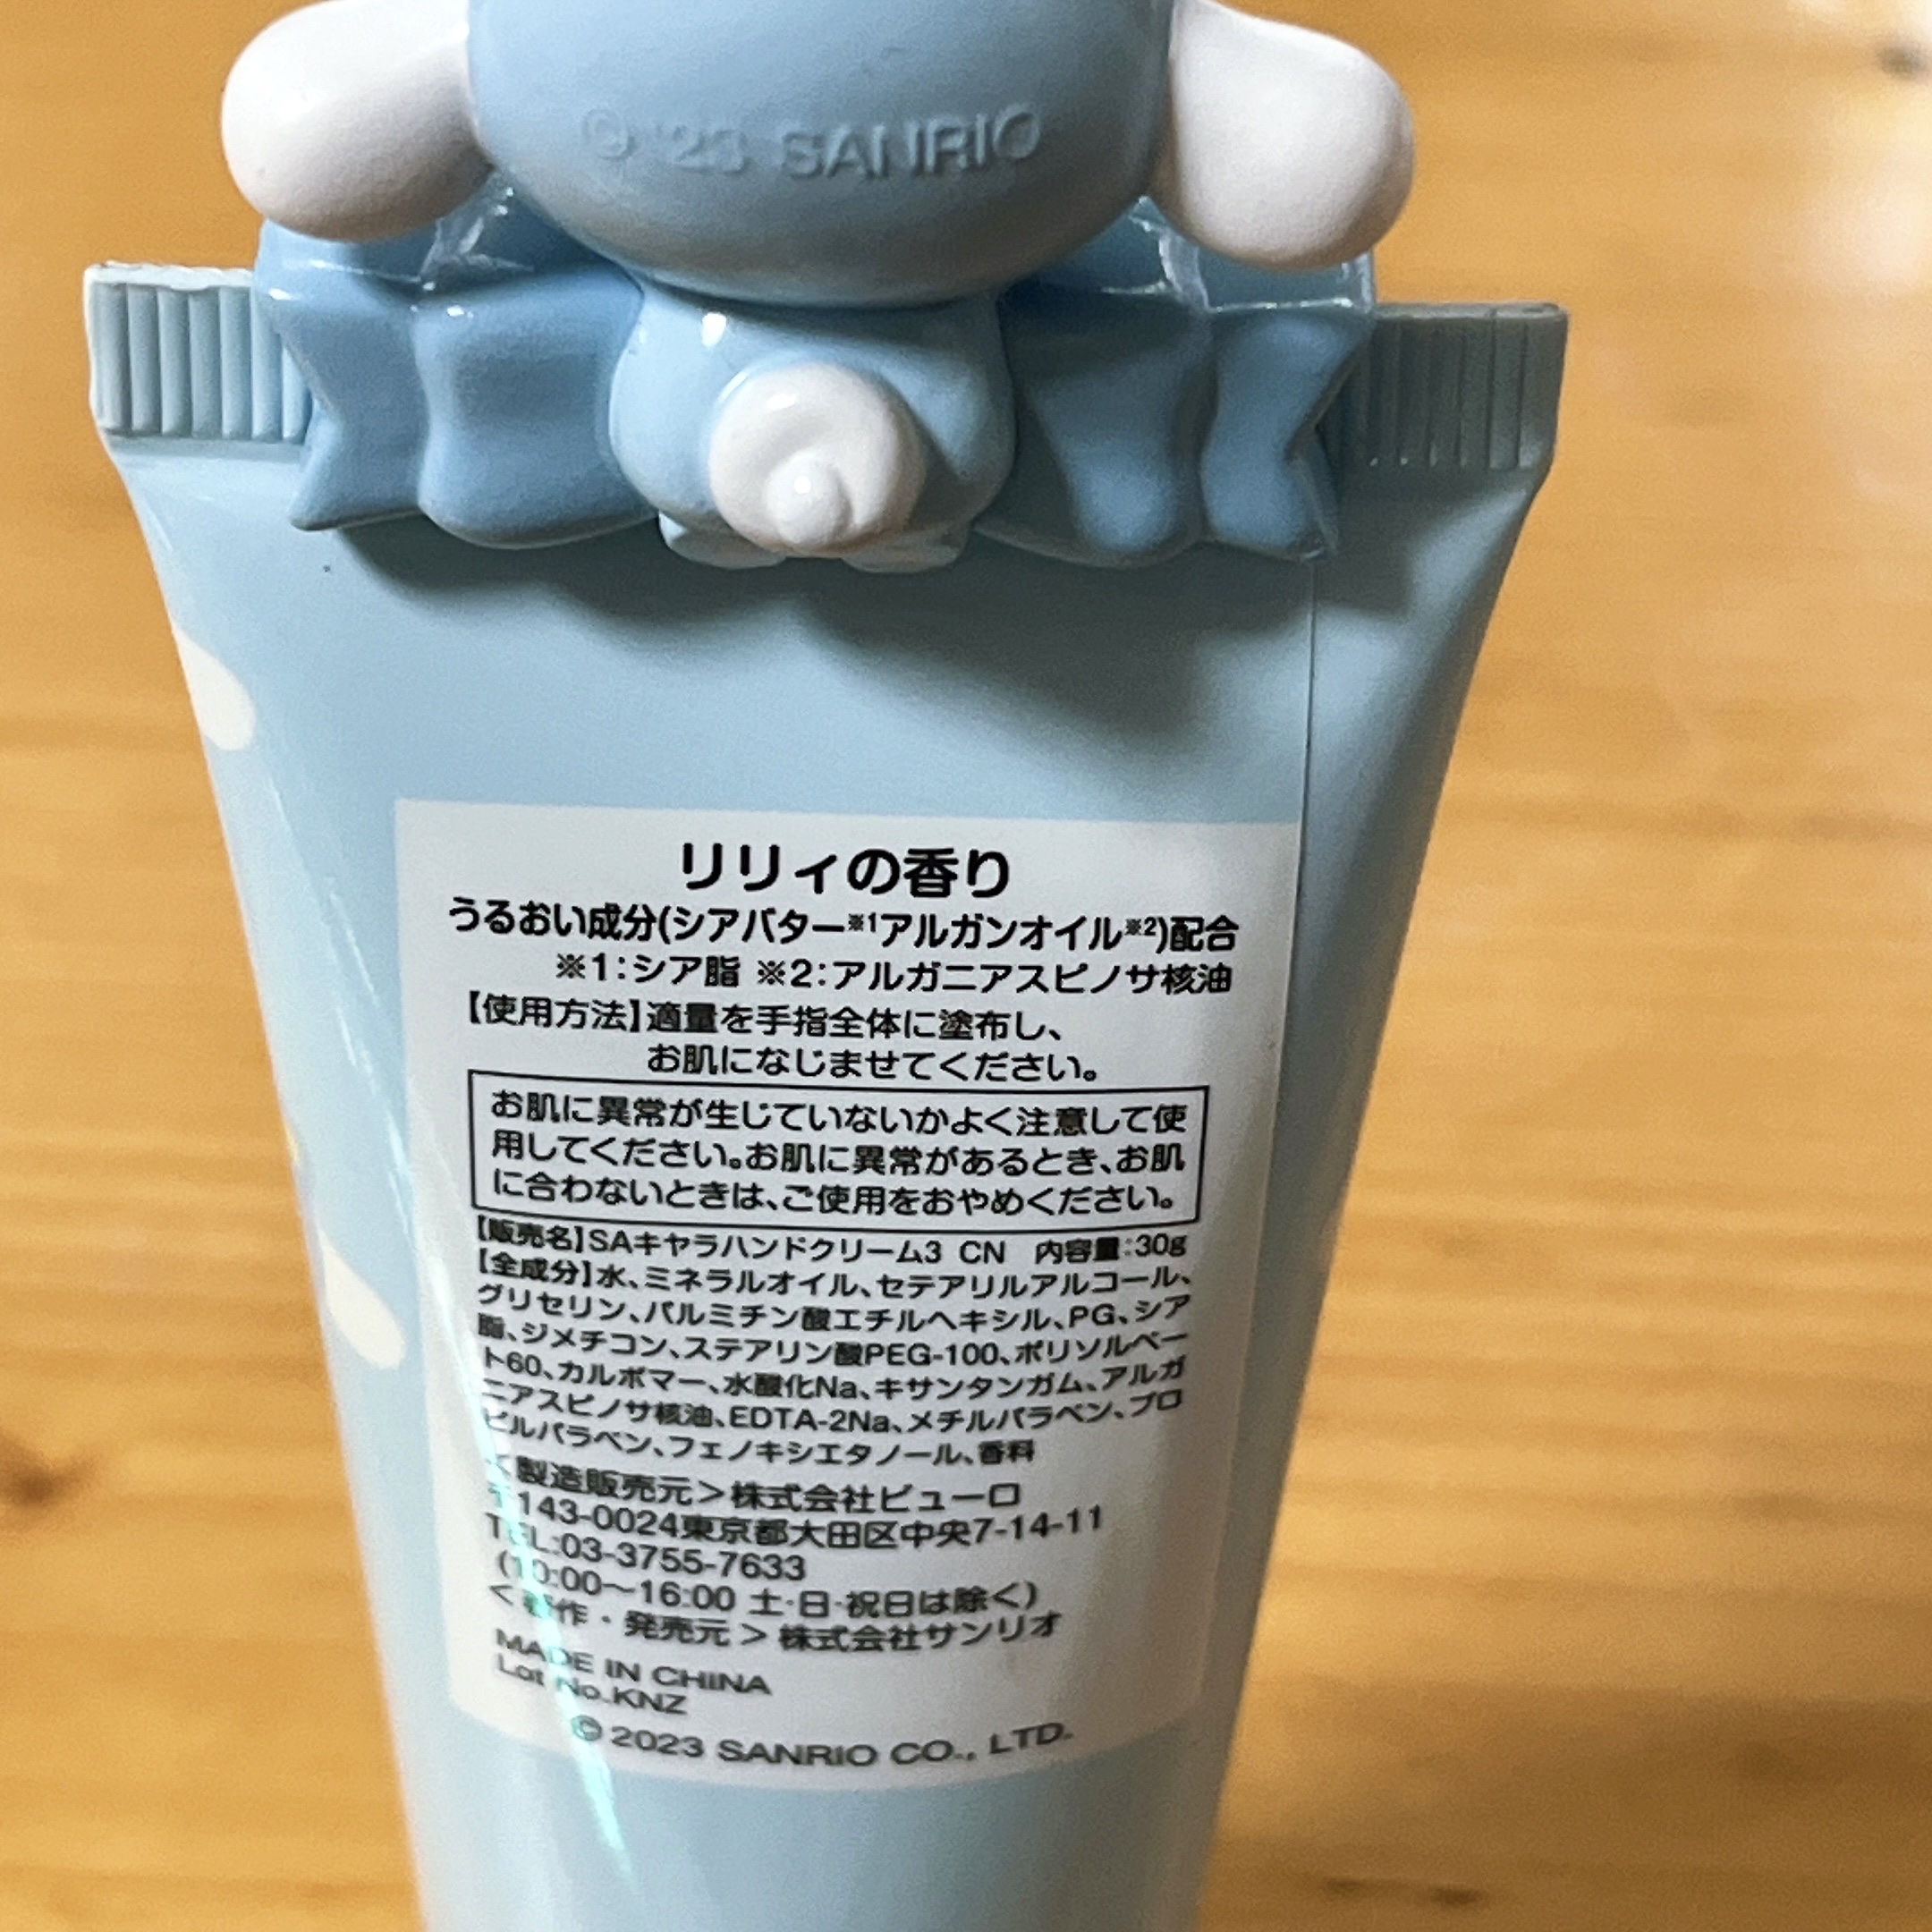 © '23 SANRIO
リリィの香り
うるおい成分(シアバター※1アルガンオイル※2)配合
※1:シア脂 ※2:アルガニアスピノサ核油
【使用方法】適量を手指全体に塗布し、
お肌になじませてください。
お肌に異常が生じていないかよく注意して使
用してください。お肌に異常があるとき、お肌
に合わないときは、ご使用をおやめください。
【販売名】SAキャラハンドクリーム3 CN 内容量:30g
【全成分】水、ミネラルオイル、セテアリルアルコール、
グリセリン、パルミチン酸エチルヘキシル、PG、シア
脂、ジメチコン、ステアリン酸PEG-100、ポリソルベー
ト60、カルボマー、水酸化Na、キサンタンガム、アルガ
ニアスピノサ核油、EDTA-2Na、メチルパラベン、プロ
ピルパラベン、フェノキシエタノール、香料
<製造販売元>株式会社ビューロ
〒143-0024東京都大田区中央7-14-11
TEL:03-3755-7633
(10:00〜16:00 土·日·祝日は除く)
<著作・発売元>株式会社サンリオ
MADE IN CHINA
Lot No.KNZ
© 2023 SANRIO CO., LTD.